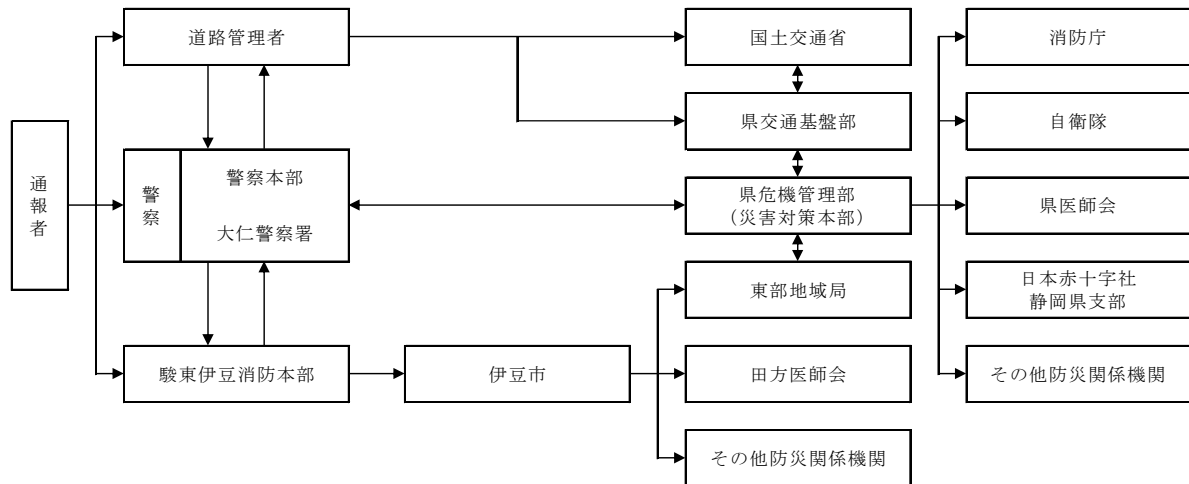 道路管理者
国土交通省
消防庁
県交通基盤部
自衛隊
通報者
警察
警察本部
大仁警察署
県危機管理部
(災害対策本部)
県医師会
東部地域局
日本赤十字社
静岡県支部
駿東伊豆消防本部
伊豆市
田方医師会
その他防災関係機関
その他防災関係機関